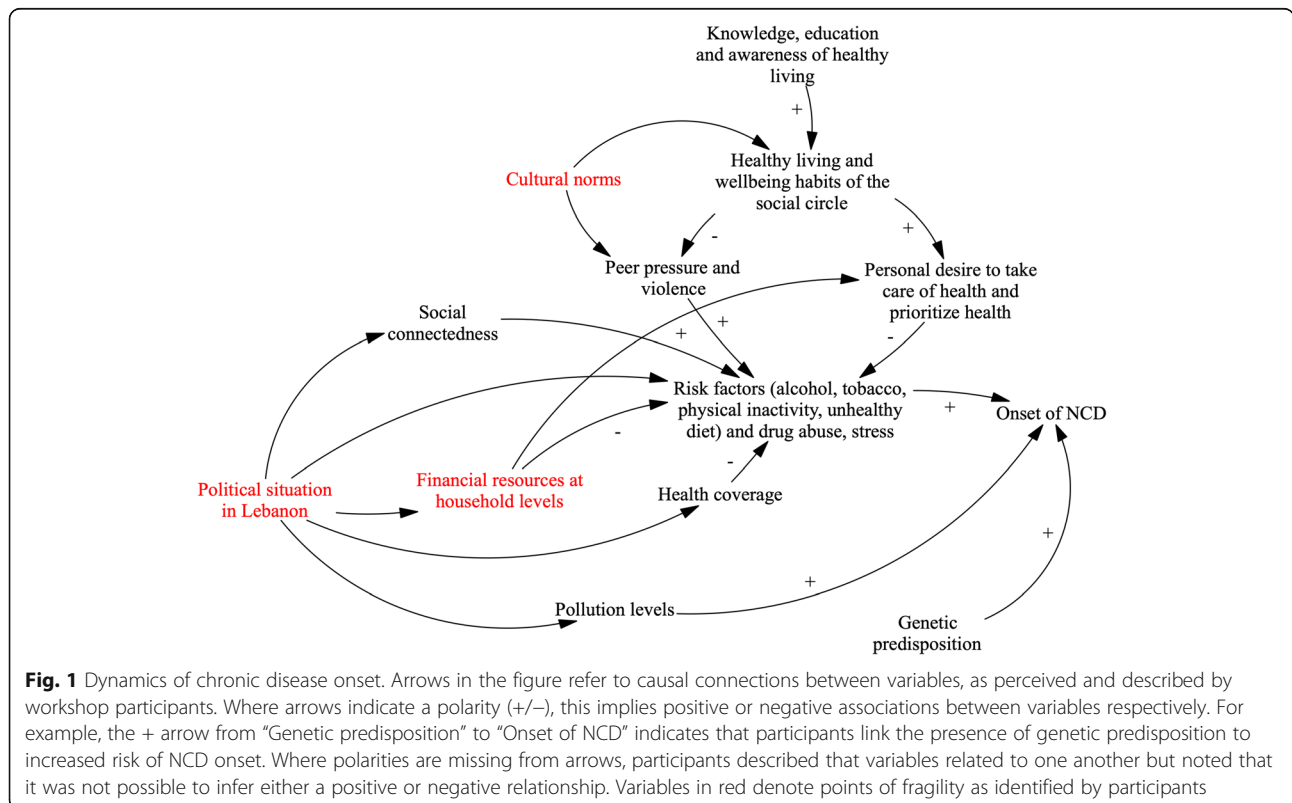 Knowledge, education
and awareness of healthy
living
+
Healthy living and
wellbeing habits of the
social circle
Cultural norms
-
+
Peer pressure and
violence
Personal desire to take
care of health and
prioritize health
Social
connectedness
+
+
-
Risk factors (alcohol, tobacco,
physical inactivity, unhealthy
diet) and drug abuse, stress
+
Onset of NCD
-
Political situation
in Lebanon
Financial resources at
household levels
-
Health coverage
+
+
Pollution levels
Genetic
predisposition
Fig. 1 Dynamics of chronic disease onset. Arrows in the figure refer to causal connections between variables, as perceived and described by
workshop participants. Where arrows indicate a polarity (+/−), this implies positive or negative associations between variables respectively. For
example, the + arrow from “Genetic predisposition” to “Onset of NCD” indicates that participants link the presence of genetic predisposition to
increased risk of NCD onset. Where polarities are missing from arrows, participants described that variables related to one another but noted that
it was not possible to infer either a positive or negative relationship. Variables in red denote points of fragility as identified by participants